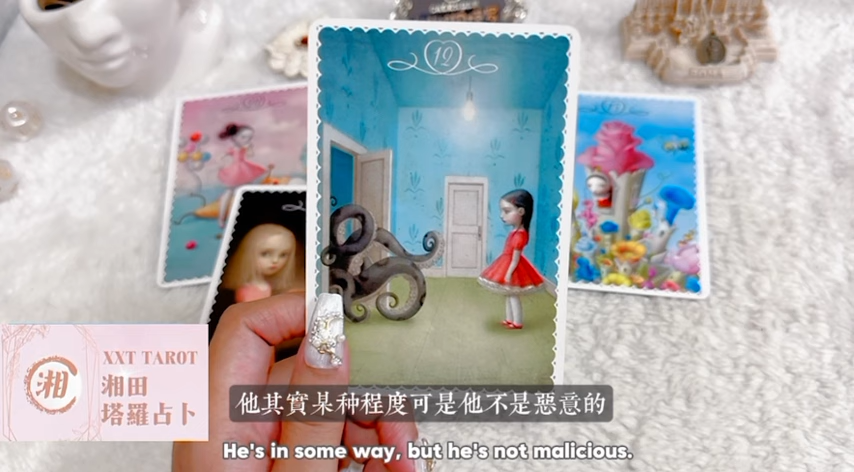 12
XXT TAROT
湘
湘田
塔羅占卜
他其實某种程度可是他不是惡意的
He's in some way, but he's not malicious.